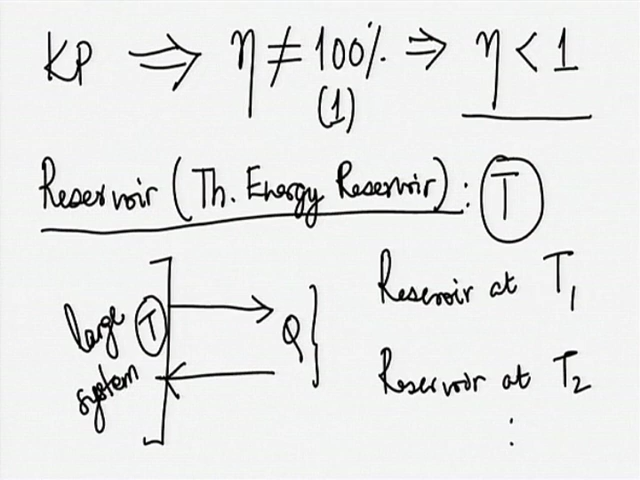 KP ⇒ η ≠ 100% ⇒ η < 1
(1)
Reservoir (Th. Energy Reservoir) : T
Reservoir at T₁
large T
system
Q
Reservoir at T₂
⋮